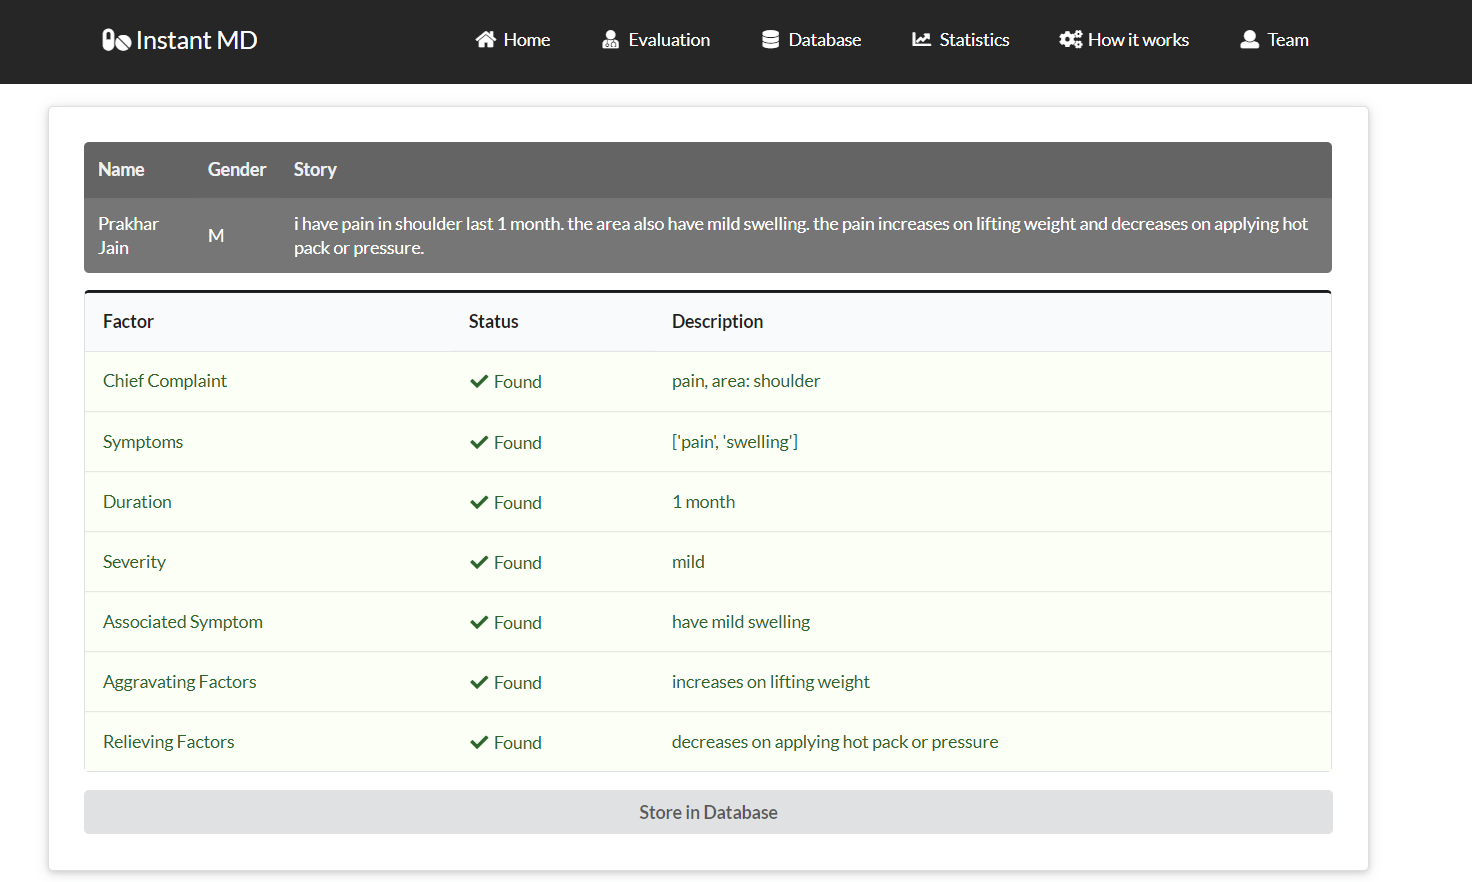 Instant MD
Home Evaluation Database Statistics How it works Team
Name Gender Story
Prakhar Jain M i have pain in shoulder last 1 month. the area also have mild swelling. the pain increases on lifting weight and decreases on applying hot
pack or pressure.
Factor Status Description
Chief Complaint Found pain, area: shoulder
Symptoms Found ['pain', 'swelling']
Duration Found 1 month
Severity Found mild
Associated Symptom Found have mild swelling
Aggravating Factors Found increases on lifting weight
Relieving Factors Found decreases on applying hot pack or pressure
Store in Database